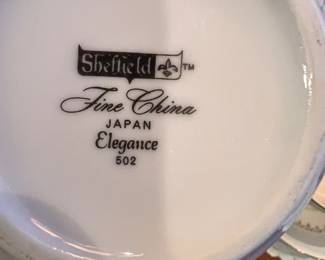 Sheffield TM
Fine China
JAPAN
Elegance
502